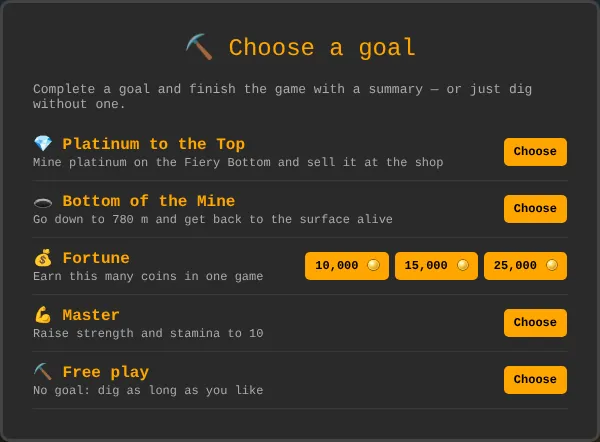 Choose a goal
Complete a goal and finish the game with a summary — or just dig
without one.
Platinum to the Top
Mine platinum on the Fiery Bottom and sell it at the shop
Choose
Bottom of the Mine
Go down to 780 m and get back to the surface alive
Choose
Fortune
Earn this many coins in one game
10,000
15,000
25,000
Master
Raise strength and stamina to 10
Choose
Free play
No goal: dig as long as you like
Choose